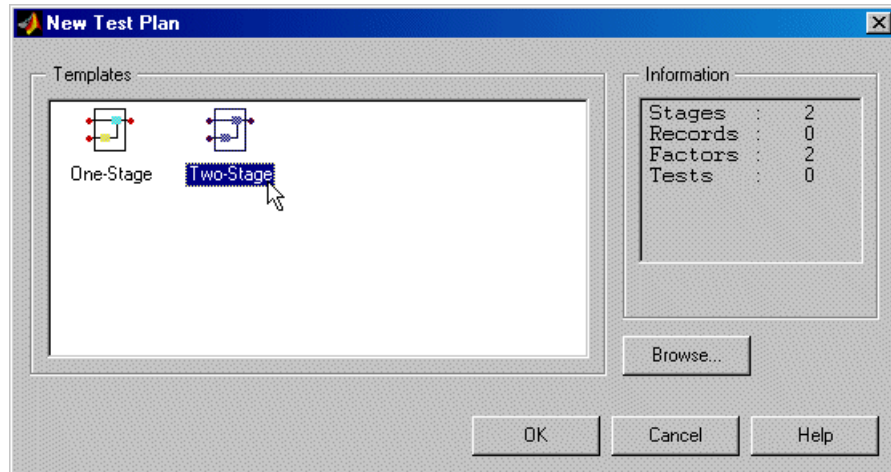 New Test Plan
Templates
One-Stage
Two-Stage
Information
Stages : 2
Records : 0
Factors : 2
Tests : 0
Browse...
OK
Cancel
Help